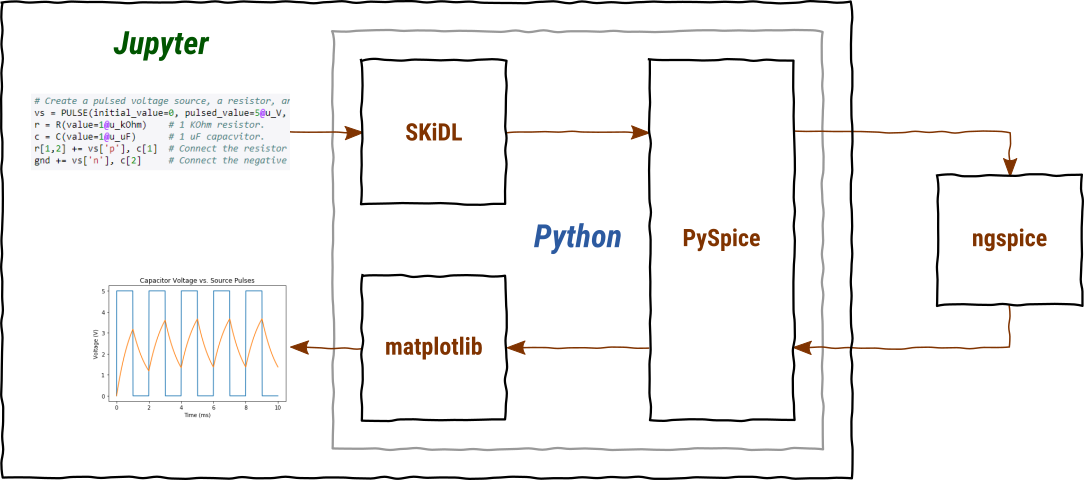 Jupyter
# Create a pulsed voltage source, a resistor, an
vs = PULSE(initial_value=0, pulsed_value=5@u_V,
r = R(value=1@u_kOhm)    # 1 KOhm resistor.
c = C(value=1@u_uF)      # 1 uF capacvitor.
r[1,2] += vs['p'], c[1]  # Connect the resistor
gnd += vs['n'], c[2]     # Connect the negative
SKiDL
Python
PySpice
ngspice
matplotlib
Capacitor Voltage vs. Source Pulses
Voltage (V)
5
4
3
2
1
0
0 2 4 6 8 10
Time (ms)